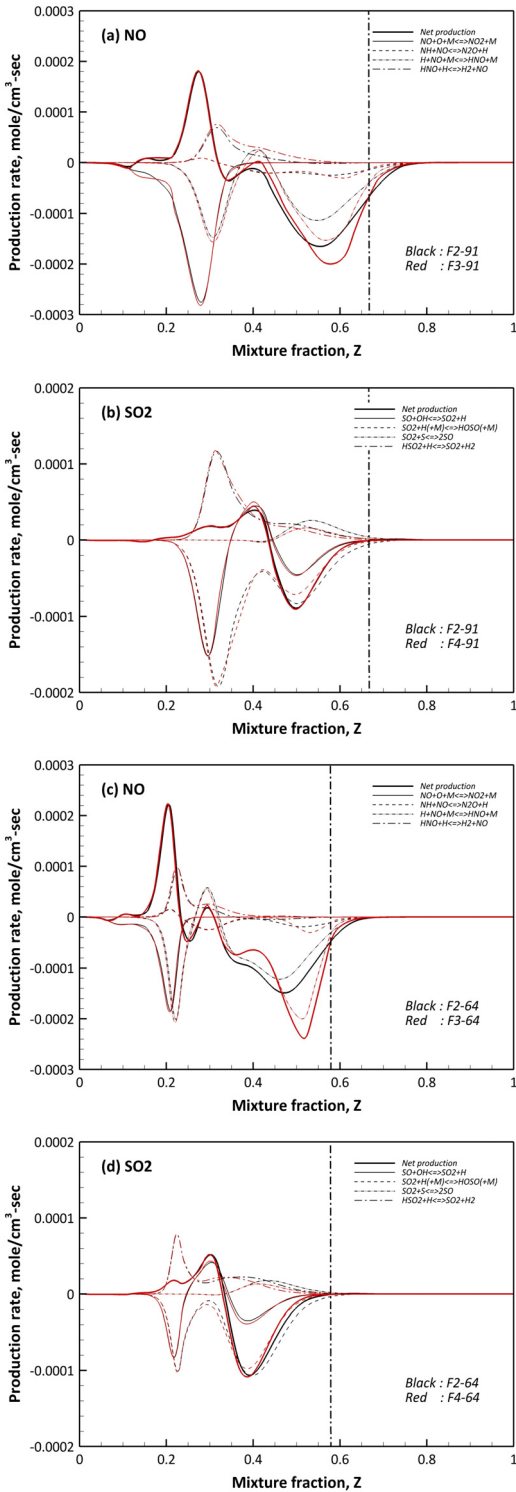 0.0003
(a) NO
Net production
NO+O+M<=>NO2+M
NH+NO<=>N2O+H
H+NO+M<=>HNO+M
HNO+H<=>H2+NO
0.0002
0.0001
0
-0.0001
-0.0002
-0.0003
Production rate, mole/cm³-sec
Black : F2-91
Red : F3-91
0 0.2 0.4 0.6 0.8 1
Mixture fraction, Z
0.0002
(b) SO2
Net production
SO+OH<=>SO2+H
SO2+H(+M)<=>HOSO(+M)
SO2+S<=>2SO
HSO2+H<=>SO2+H2
0.0001
0
-0.0001
-0.0002
Production rate, mole/cm³-sec
Black : F2-91
Red : F4-91
0 0.2 0.4 0.6 0.8 1
Mixture fraction, Z
0.0003
(c) NO
Net production
NO+O+M<=>NO2+M
NH+NO<=>N2O+H
H+NO+M<=>HNO+M
HNO+H<=>H2+NO
0.0002
0.0001
0
-0.0001
-0.0002
-0.0003
Production rate, mole/cm³-sec
Black : F2-64
Red : F3-64
0 0.2 0.4 0.6 0.8 1
Mixture fraction, Z
0.0002
(d) SO2
Net production
SO+OH<=>SO2+H
SO2+H(+M)<=>HOSO(+M)
SO2+S<=>2SO
HSO2+H<=>SO2+H2
0.0001
0
-0.0001
-0.0002
Production rate, mole/cm³-sec
Black : F2-64
Red : F4-64
0 0.2 0.4 0.6 0.8 1
Mixture fraction, Z